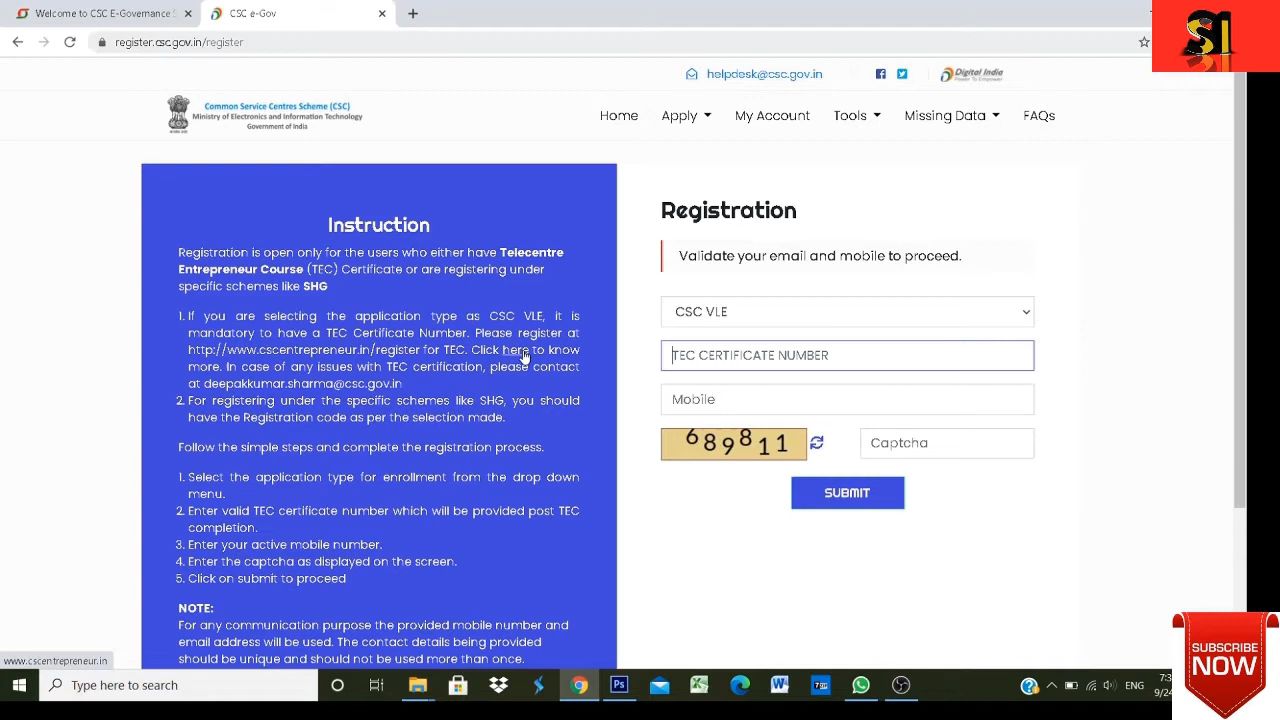 Welcome to CSC E-Governance S
CSC e-Gov
register.csc.gov.in/register
SI
helpdesk@csc.gov.in
Digital India
Power To Empower
Common Service Centres Scheme (CSC)
Ministry of Electronics and Information Technology
Government of India
Home
Apply
My Account
Tools
Missing Data
FAQs
Instruction
Registration is open only for the users who either have Telecentre
Entrepreneur Course (TEC) Certificate or are registering under
specific schemes like SHG
1. If you are selecting the application type as CSC VLE, it is
mandatory to have a TEC Certificate Number. Please register at
http://www.cscentrepreneur.in/register for TEC. Click here to know
more. In case of any issues with TEC certification, please contact
at deepakkumar.sharma@csc.gov.in
2. For registering under the specific schemes like SHG, you should
have the Registration code as per the selection made.
Follow the simple steps and complete the registration process.
1. Select the application type for enrollment from the drop down
menu.
2. Enter valid TEC certificate number which will be provided post TEC
completion.
3. Enter your active mobile number.
4. Enter the captcha as displayed on the screen.
5. Click on submit to proceed
NOTE:
For any communication purpose the provided mobile number and
email address will be used. The contact details being provided
should be unique and should not be used more than once.
Registration
Validate your email and mobile to proceed.
CSC VLE
TEC CERTIFICATE NUMBER
Mobile
689811
Captcha
SUBMIT
www.cscentrepreneur.in
SUBSCRIBE
NOW
Type here to search
ENG
7:3
9/24